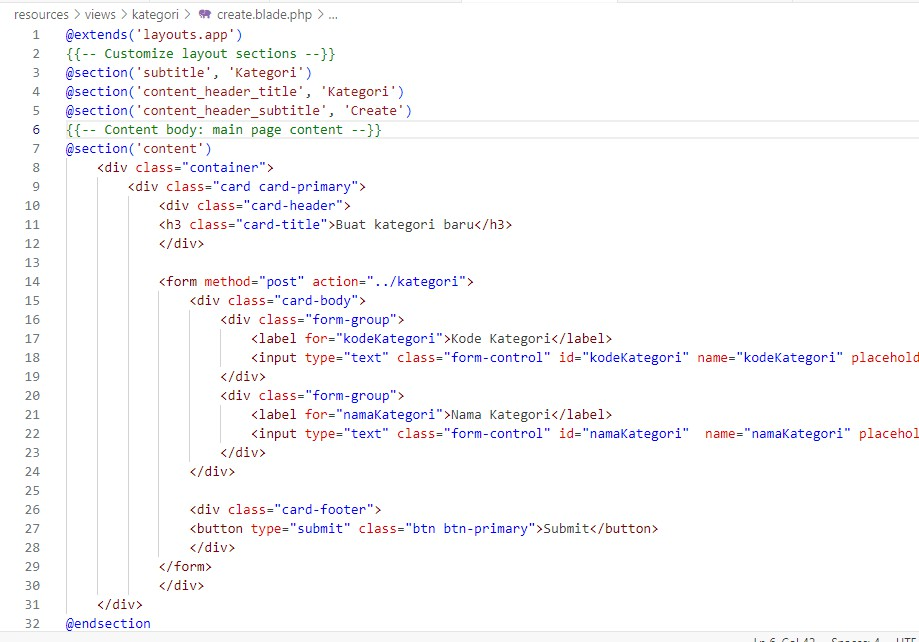 resources > views > kategori > create.blade.php > ...
1 @extends('layouts.app')
2 {{-- Customize layout sections --}}
3 @section('subtitle', 'Kategori')
4 @section('content_header_title', 'Kategori')
5 @section('content_header_subtitle', 'Create')
6 {{-- Content body: main page content --}}
7 @section('content')
8 <div class="container">
9 <div class="card card-primary">
10 <div class="card-header">
11 <h3 class="card-title">Buat kategori baru</h3>
12 </div>
13
14 <form method="post" action="../kategori">
15 <div class="card-body">
16 <div class="form-group">
17 <label for="kodeKategori">Kode Kategori</label>
18 <input type="text" class="form-control" id="kodeKategori" name="kodeKategori" placehold
19 </div>
20 <div class="form-group">
21 <label for="namaKategori">Nama Kategori</label>
22 <input type="text" class="form-control" id="namaKategori"  name="namaKategori" placehol
23 </div>
24 </div>
25
26 <div class="card-footer">
27 <button type="submit" class="btn btn-primary">Submit</button>
28 </div>
29 </form>
30 </div>
31 </div>
32 @endsection